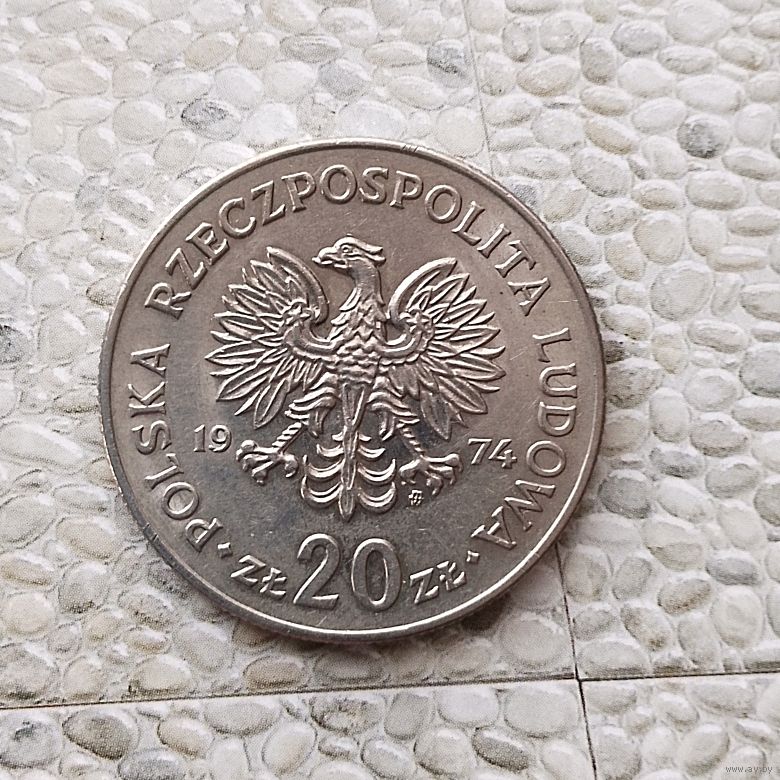 POLSKA RZECZPOSPOLITA LUDOWA
19 74
ZŁ 20 ZŁ
www.ay.by